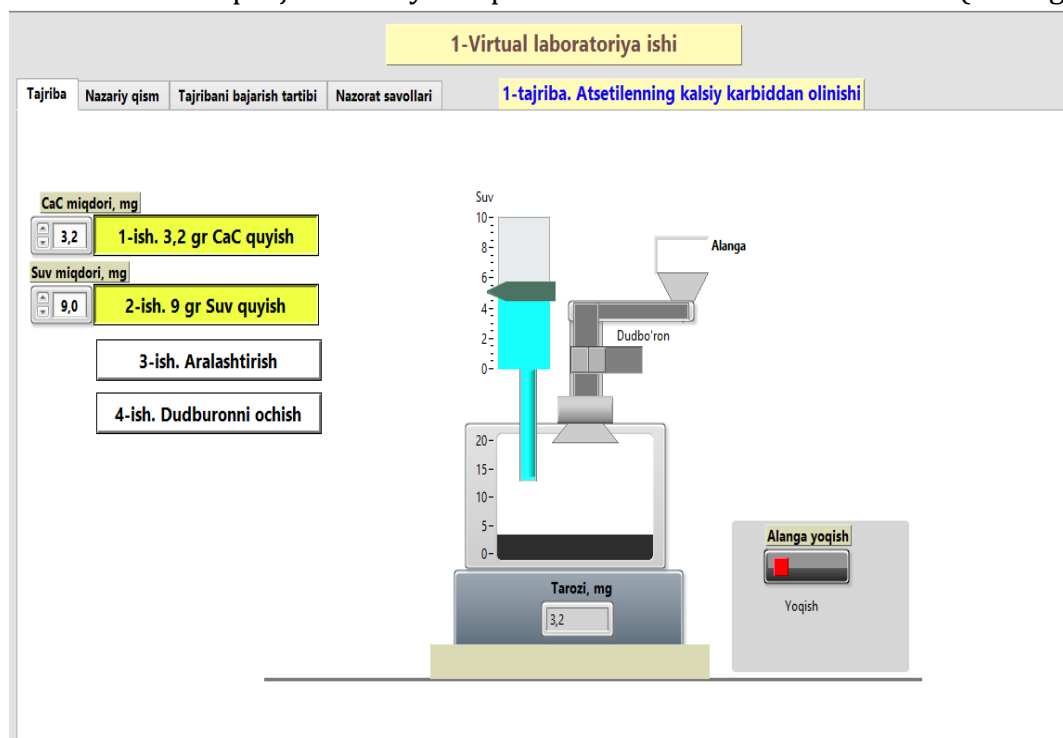 1-Virtual laboratoriya ishi
Tajriba
Nazariy qism
Tajribani bajarish tartibi
Nazorat savollari
1-tajriba. Atsetilenning kalsiy karbiddan olinishi
CaC miqdori, mg
3,2
1-ish. 3,2 gr CaC quyish
Suv miqdori, mg
9,0
2-ish. 9 gr Suv quyish
3-ish. Aralashtirish
4-ish. Dudburonni ochish
Suv
10-
8-
6-
4-
2-
0-
Alanga
Dudbo'ron
20-
15-
10-
5-
0-
Tarozi, mg
3,2
Alanga yoqish
Yoqish